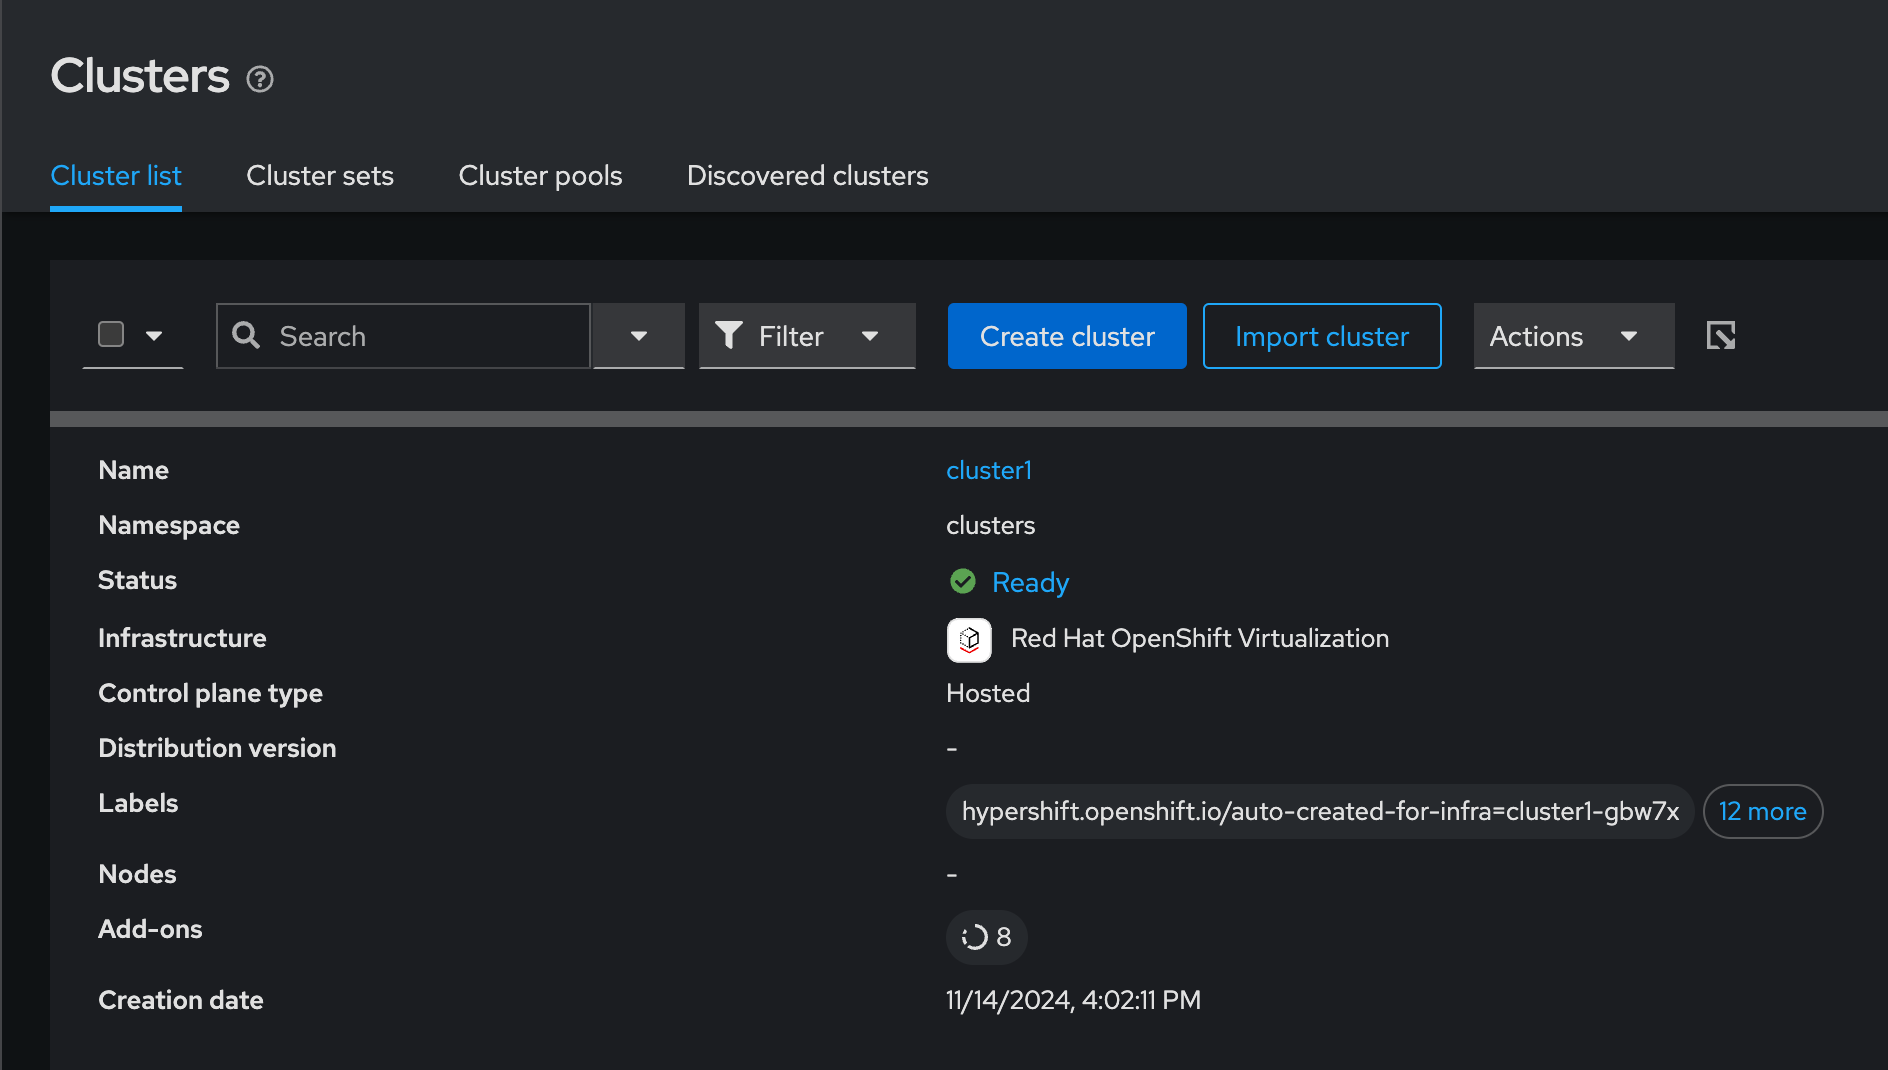 Clusters
Cluster list Cluster sets Cluster pools Discovered clusters
Search Filter Create cluster Import cluster Actions
Name cluster1
Namespace clusters
Status Ready
Infrastructure Red Hat OpenShift Virtualization
Control plane type Hosted
Distribution version -
Labels hypershift.openshift.io/auto-created-for-infra=cluster1-gbw7x 12 more
Nodes -
Add-ons 8
Creation date 11/14/2024, 4:02:11 PM